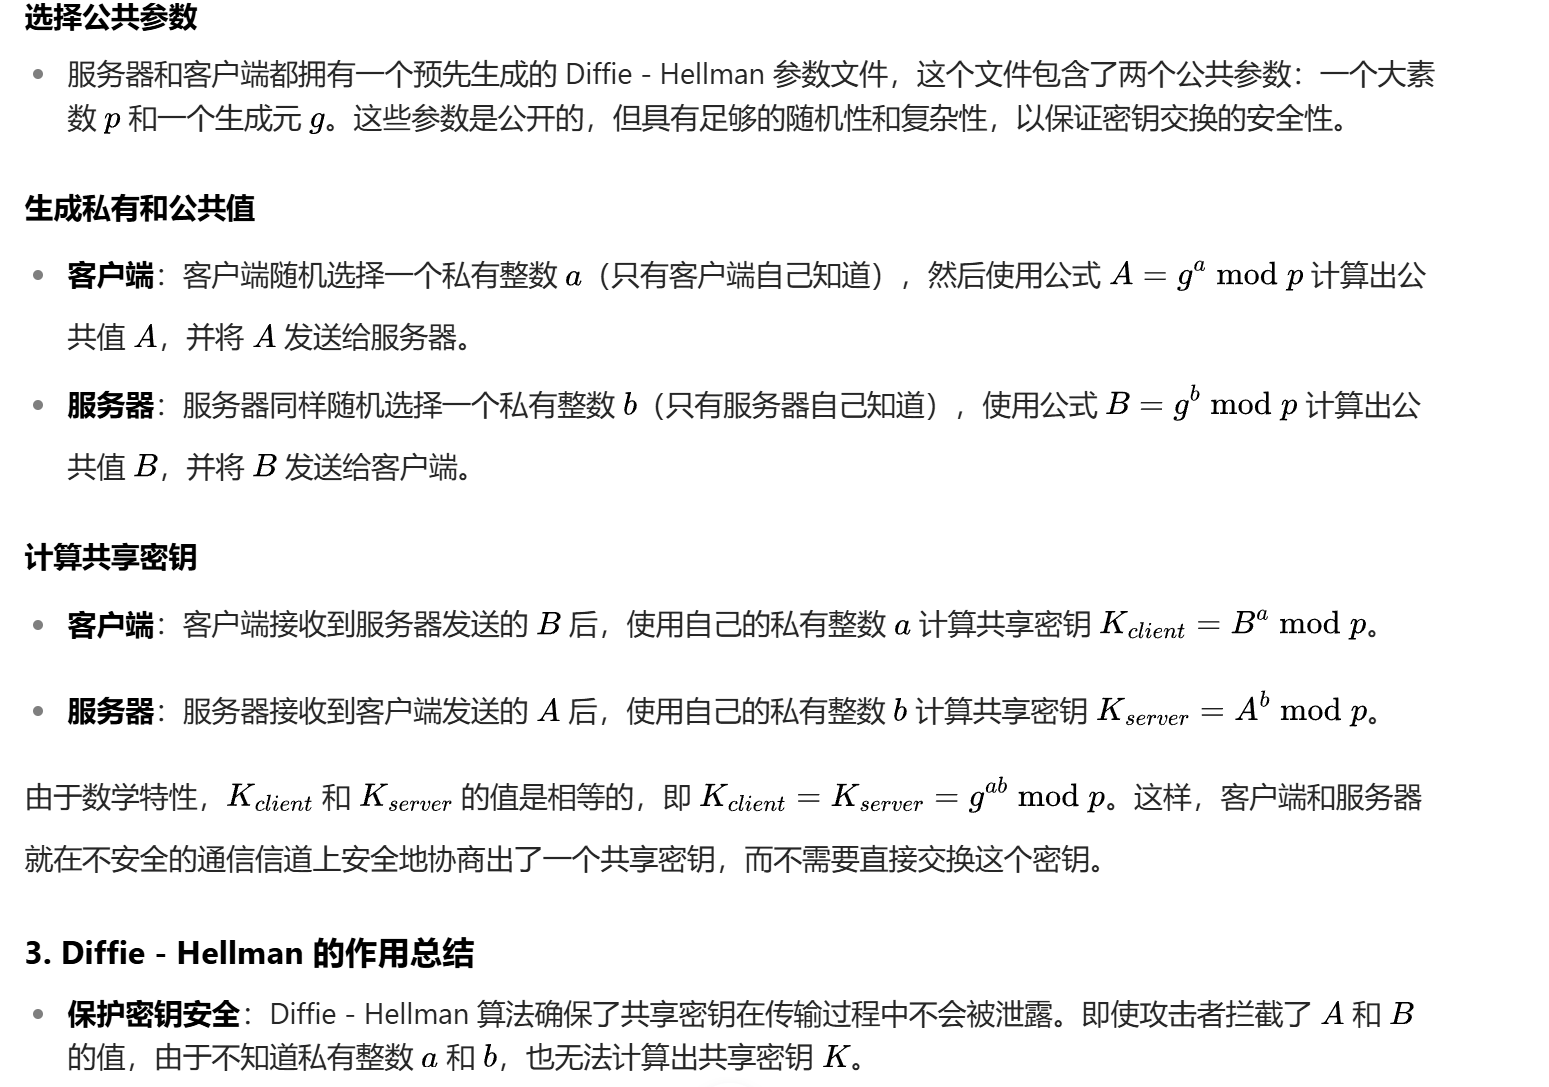 选择公共参数
服务器和客户端都拥有一个预先生成的 Diffie - Hellman 参数文件，这个文件包含了两个公共参数：一个大素
数 p 和一个生成元 g。这些参数是公开的，但具有足够的随机性和复杂性，以保证密钥交换的安全性。
生成私有和公共值
客户端：客户端随机选择一个私有整数 a（只有客户端自己知道），然后使用公式 A = g^a mod p 计算出公
共值 A，并将 A 发送给服务器。
服务器：服务器同样随机选择一个私有整数 b（只有服务器自己知道），使用公式 B = g^b mod p 计算出公
共值 B，并将 B 发送给客户端。
计算共享密钥
客户端：客户端接收到服务器发送的 B 后，使用自己的私有整数 a 计算共享密钥 K_client = B^a mod p。
服务器：服务器接收到客户端发送的 A 后，使用自己的私有整数 b 计算共享密钥 K_server = A^b mod p。
由于数学特性，K_client 和 K_server 的值是相等的，即 K_client = K_server = g^ab mod p。这样，客户端和服务器
就在不安全的通信信道上安全地协商出了一个共享密钥，而不需要直接交换这个密钥。
3. Diffie - Hellman 的作用总结
保护密钥安全：Diffie - Hellman 算法确保了共享密钥在传输过程中不会被泄露。即使攻击者拦截了 A 和 B
的值，由于不知道私有整数 a 和 b，也无法计算出共享密钥 K。